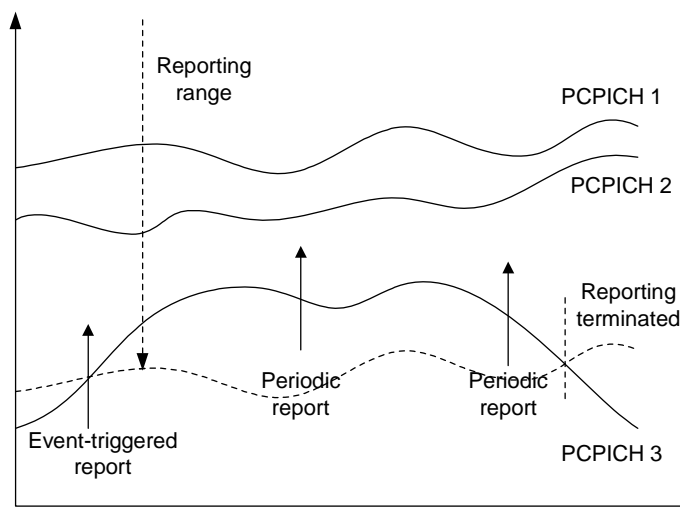 Reporting
range
PCPICH 1
PCPICH 2
Reporting
terminated
Periodic
report
Periodic
report
Event-triggered
report
PCPICH 3